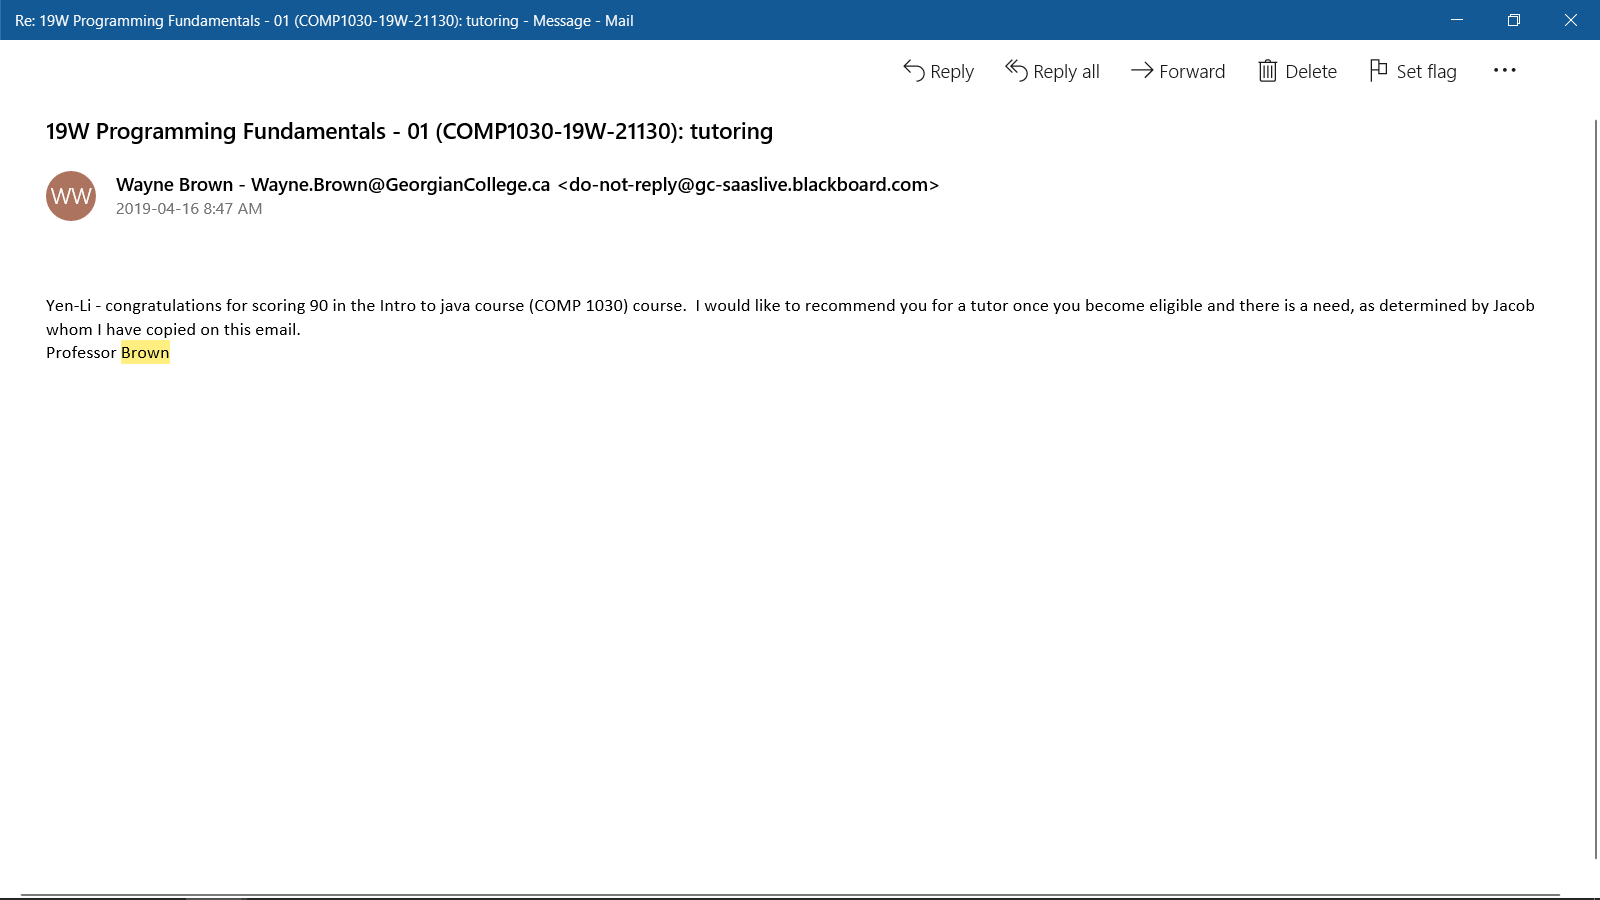 Re: 19W Programming Fundamentals - 01 (COMP1030-19W-21130): tutoring - Message - Mail
Reply Reply all Forward Delete Set flag
19W Programming Fundamentals - 01 (COMP1030-19W-21130): tutoring
WW
Wayne Brown - Wayne.Brown@GeorgianCollege.ca <do-not-reply@gc-saaslive.blackboard.com>
2019-04-16 8:47 AM
Yen-Li - congratulations for scoring 90 in the Intro to java course (COMP 1030) course.  I would like to recommend you for a tutor once you become eligible and there is a need, as determined by Jacob
whom I have copied on this email.
Professor Brown